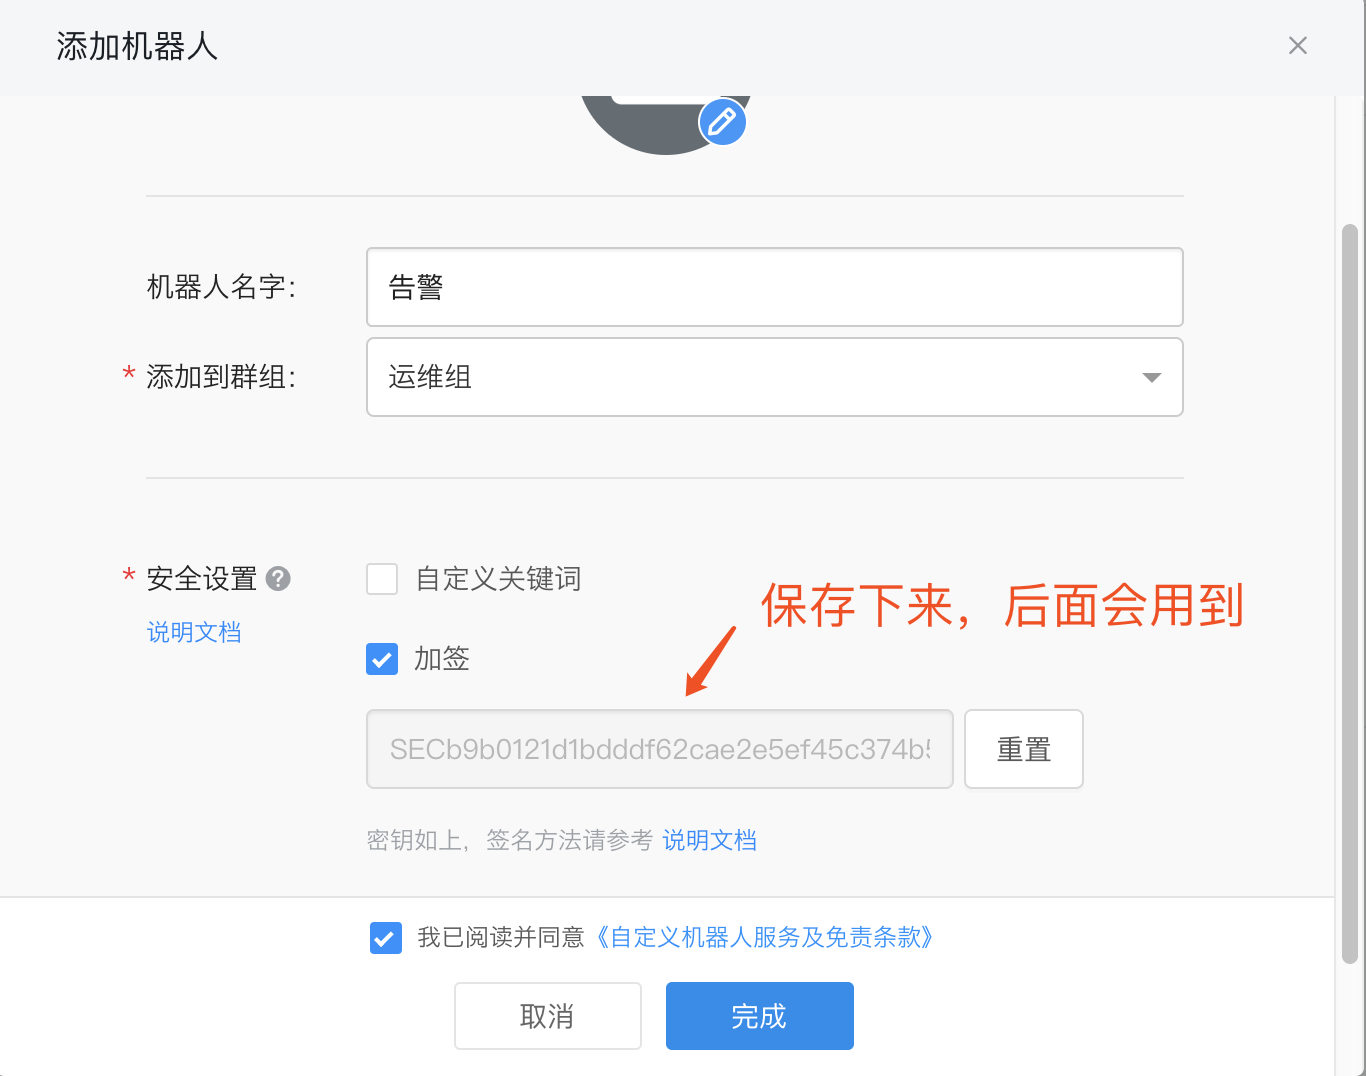 添加机器人
机器人名字：
告警
* 添加到群组：
运维组
* 安全设置 ?
自定义关键词
说明文档
保存下来，后面会用到
加签
SECb9b0121d1bdddf62cae2e5ef45c374b5
重置
密钥如上，签名方法请参考 说明文档
我已阅读并同意《自定义机器人服务及免责条款》
取消
完成